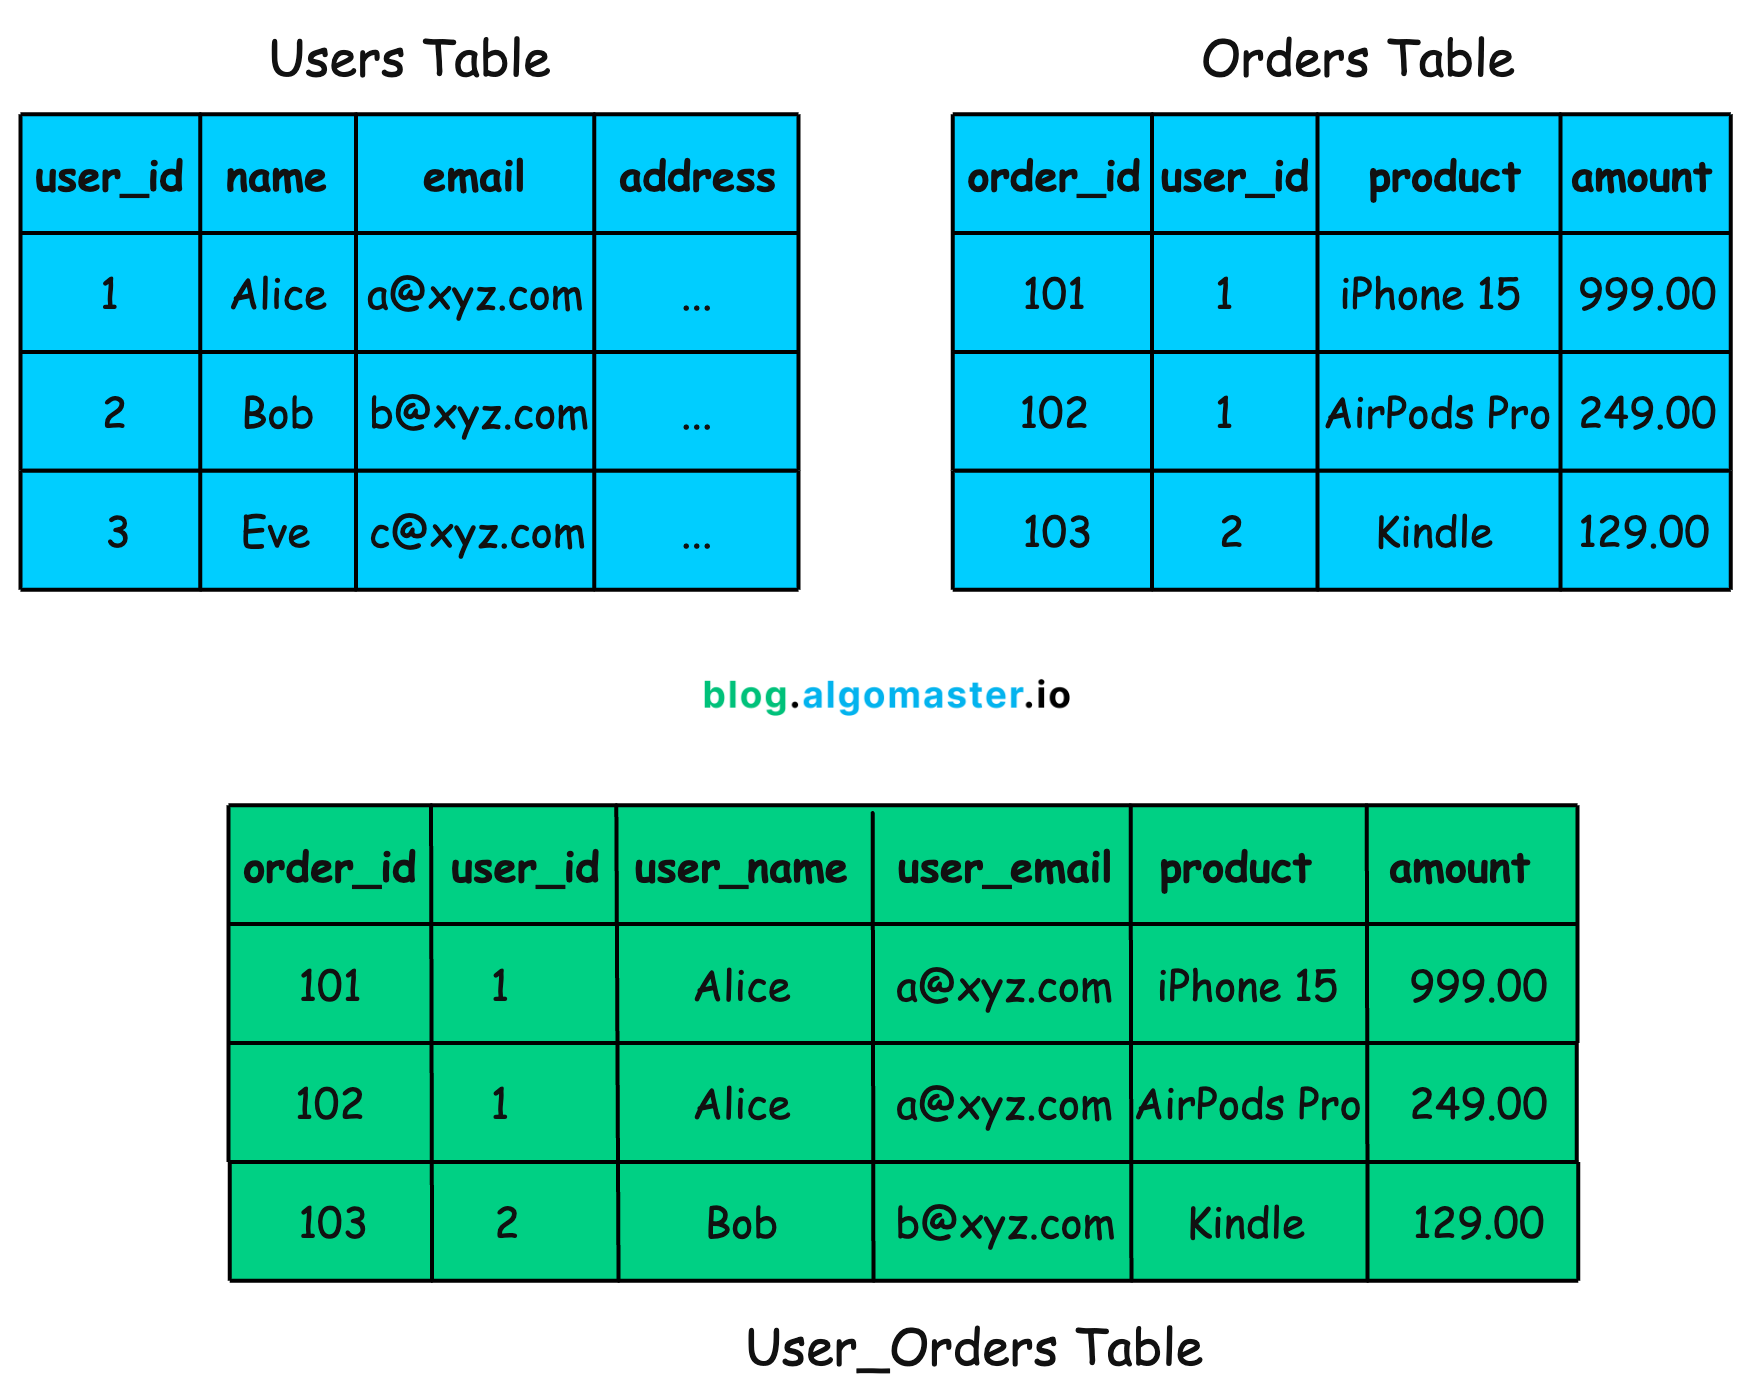 Users Table
user_id name email address
1 Alice a@xyz.com ...
2 Bob b@xyz.com ...
3 Eve c@xyz.com ...
Orders Table
order_id user_id product amount
101 1 iPhone 15 999.00
102 1 AirPods Pro 249.00
103 2 Kindle 129.00
blog.algomaster.io
order_id user_id user_name user_email product amount
101 1 Alice a@xyz.com iPhone 15 999.00
102 1 Alice a@xyz.com AirPods Pro 249.00
103 2 Bob b@xyz.com Kindle 129.00
User_Orders Table